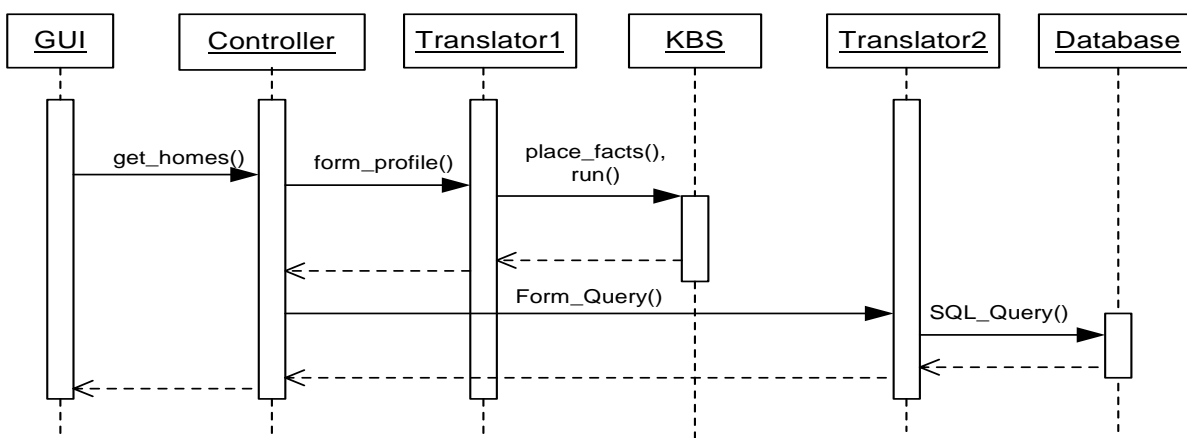 GUI
Controller
Translator1
KBS
Translator2
Database
get_homes()
form_profile()
place_facts(),
run()
Form_Query()
SQL_Query()